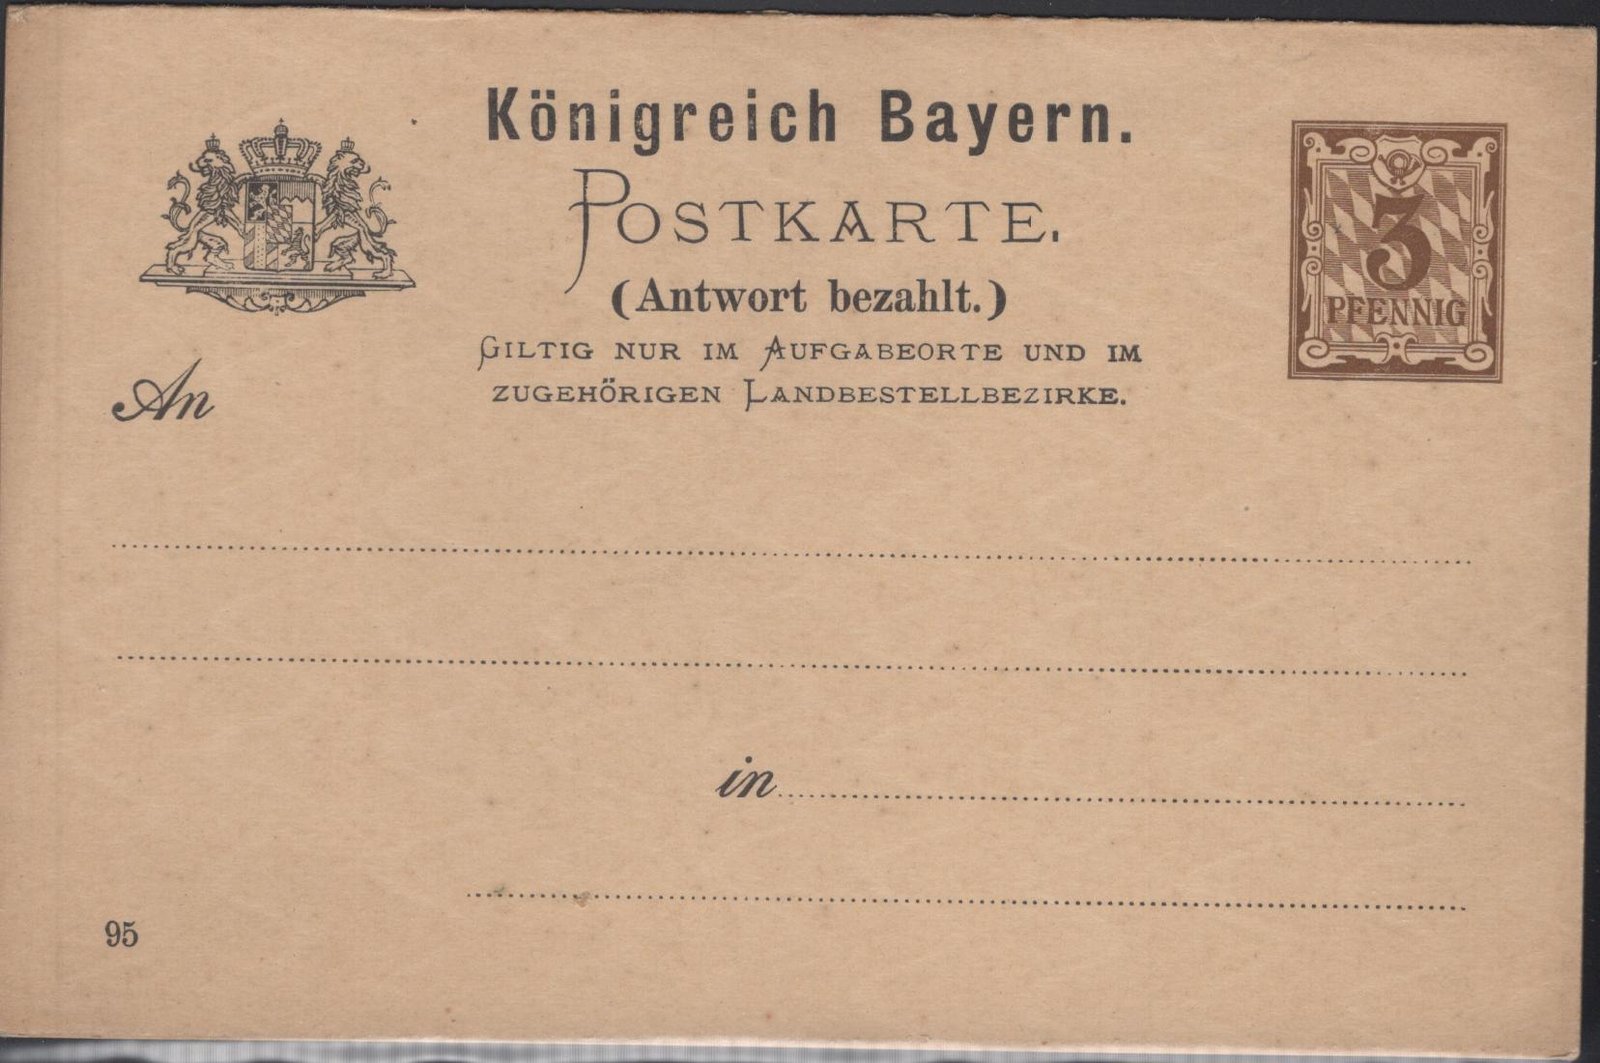 Königreich Bayern.
POSTKARTE.
(Antwort bezahlt.)
GILTIG NUR IM AUFGABEORTE UND IM
ZUGEHÖRIGEN LANDBESTELLBEZIRKE.
3
PFENNIG
An
in
95